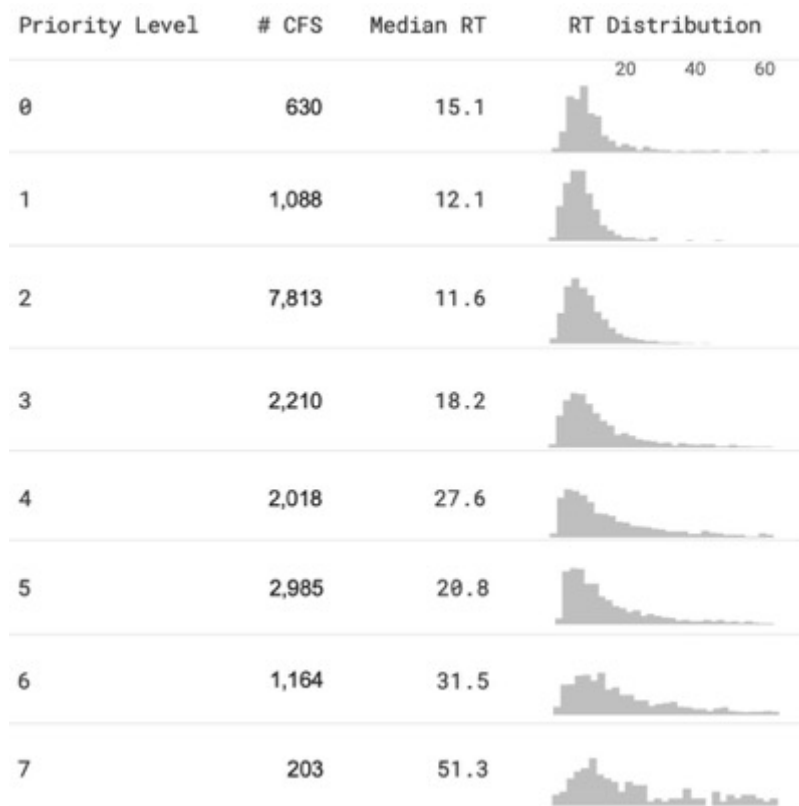 Priority Level # CFS Median RT RT Distribution
20 40 60
0 630 15.1
1 1,088 12.1
2 7,813 11.6
3 2,210 18.2
4 2,018 27.6
5 2,985 20.8
6 1,164 31.5
7 203 51.3